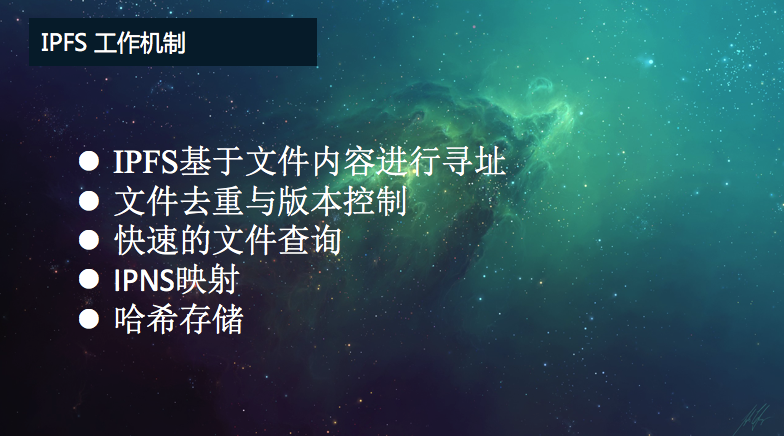 IPFS 工作机制
● IPFS基于文件内容进行寻址
● 文件去重与版本控制
● 快速的文件查询
● IPNS映射
● 哈希存储